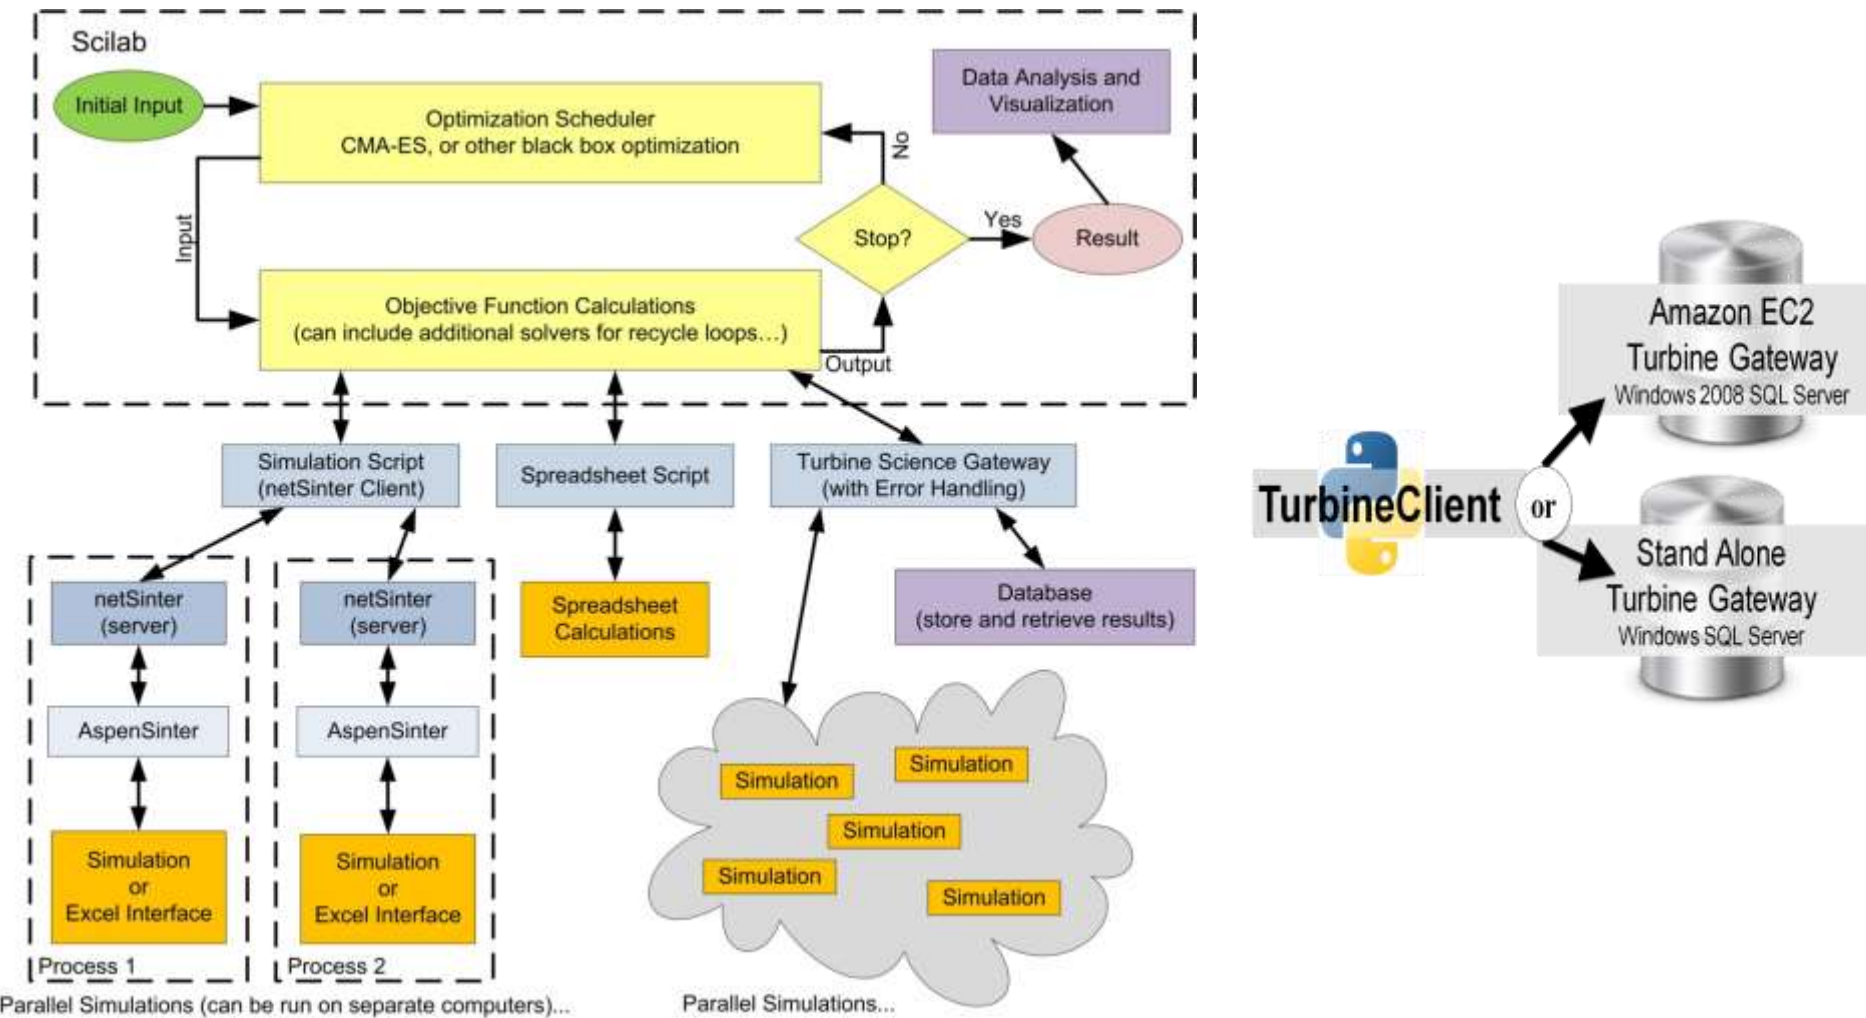 Scilab
Initial Input
Optimization Scheduler
CMA-ES, or other black box optimization
Data Analysis and
Visualization
No
Input
Stop?
Yes
Result
Objective Function Calculations
(can include additional solvers for recycle loops...)
Output
Simulation Script
(netSinter Client)
Spreadsheet Script
Turbine Science Gateway
(with Error Handling)
netSinter
(server)
netSinter
(server)
Spreadsheet
Calculations
Database
(store and retrieve results)
AspenSinter
AspenSinter
Simulation
or
Excel Interface
Simulation
or
Excel Interface
Simulation
Simulation
Simulation
Simulation
Simulation
Process 1
Process 2
Parallel Simulations (can be run on separate computers)...
Parallel Simulations...
TurbineClient
or
Amazon EC2
Turbine Gateway
Windows 2008 SQL Server
Stand Alone
Turbine Gateway
Windows SQL Server